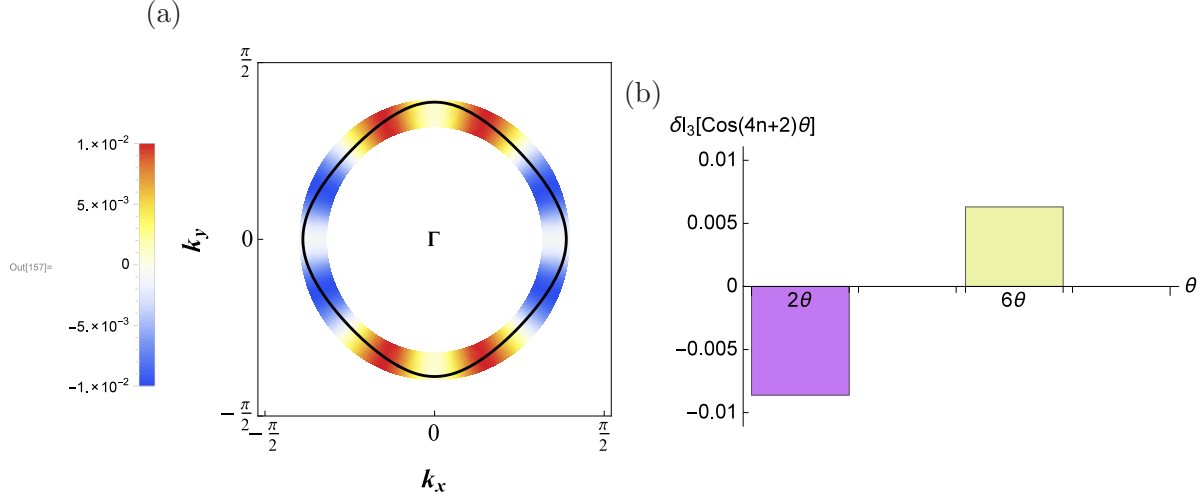 (a)
Out[157]=
1.×10⁻²
5.×10⁻³
0
−5.×10⁻³
−1.×10⁻²
π/2
0
−π/2
k_y
Γ
−π/2
0
π/2
k_x
(b)
δI₃[Cos(4n+2)θ]
0.01
0.005
0
−0.005
−0.01
2θ
6θ
θ